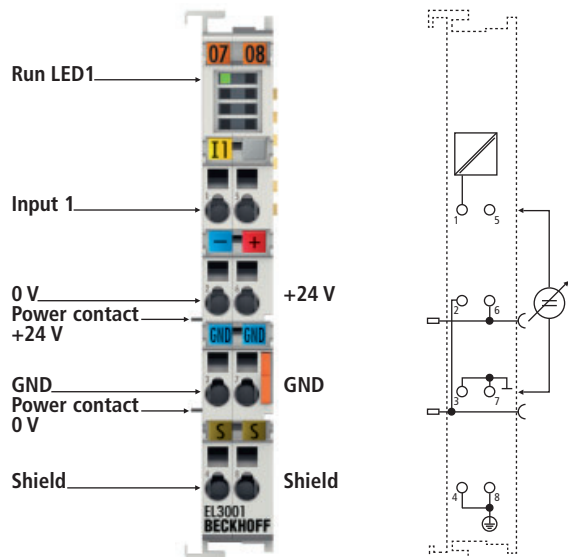 Run LED1
07 08
I1
Input 1
− +
0 V
+24 V
Power contact
+24 V
GND GND
GND
GND
Power contact
0 V
S S
Shield
Shield
EL3001
BECKHOFF
1 5
2 6
3 7
4 8